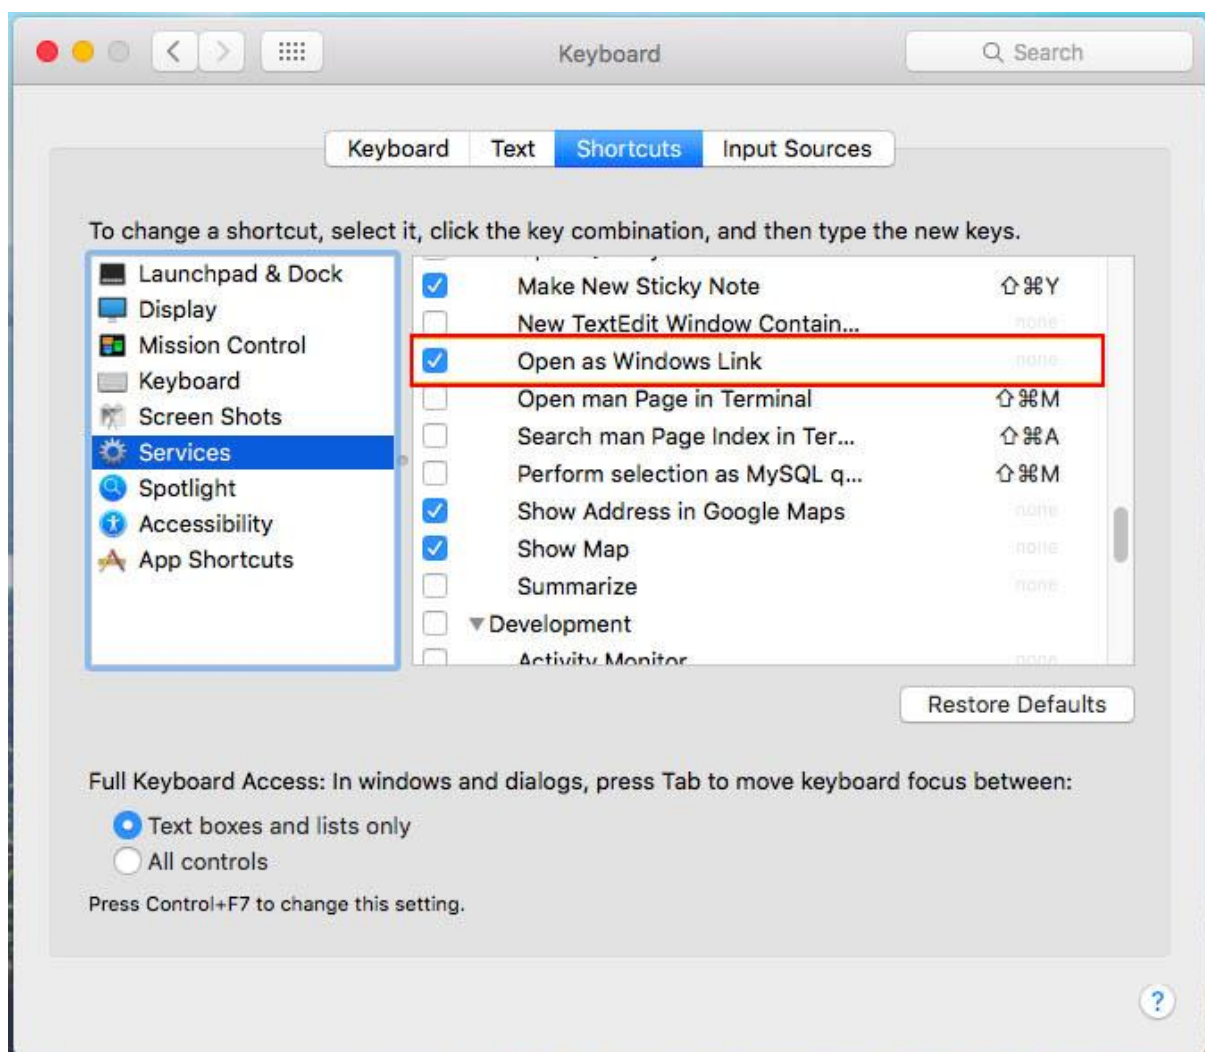 Keyboard
Search
Keyboard Text Shortcuts Input Sources
To change a shortcut, select it, click the key combination, and then type the new keys.
Launchpad & Dock
Display
Mission Control
Keyboard
Screen Shots
Services
Spotlight
Accessibility
App Shortcuts
Make New Sticky Note ⇧⌘Y
New TextEdit Window Contain... none
Open as Windows Link none
Open man Page in Terminal ⇧⌘M
Search man Page Index in Ter... ⇧⌘A
Perform selection as MySQL q... ⇧⌘M
Show Address in Google Maps none
Show Map none
Summarize none
Development
Activity Monitor none
Restore Defaults
Full Keyboard Access: In windows and dialogs, press Tab to move keyboard focus between:
Text boxes and lists only
All controls
Press Control+F7 to change this setting.
?